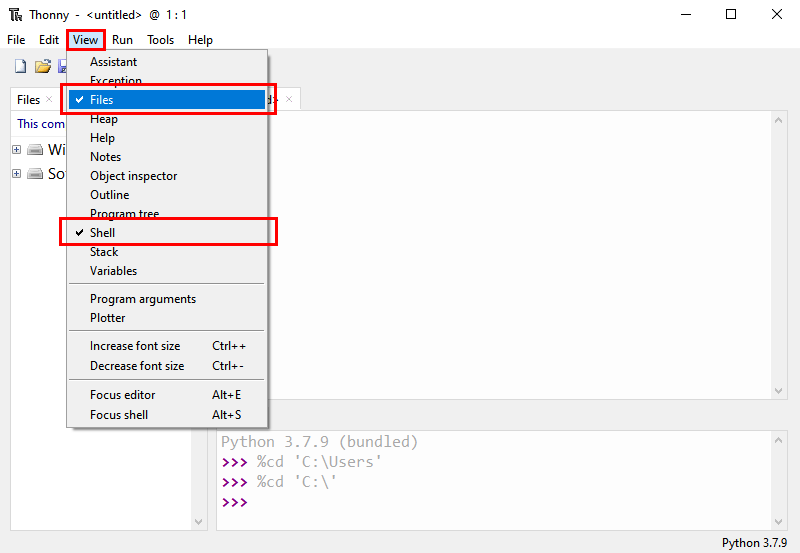 Thonny - <untitled> @ 1:1
File Edit View Run Tools Help
Files
This com
Wi
So
Assistant
Exception
Files
Heap
Help
Notes
Object inspector
Outline
Program tree
Shell
Stack
Variables
Program arguments
Plotter
Increase font size Ctrl++
Decrease font size Ctrl+-
Focus editor Alt+E
Focus shell Alt+S
Python 3.7.9 (bundled)
>>> %cd 'C:\Users'
>>> %cd 'C:\'
>>>
Python 3.7.9